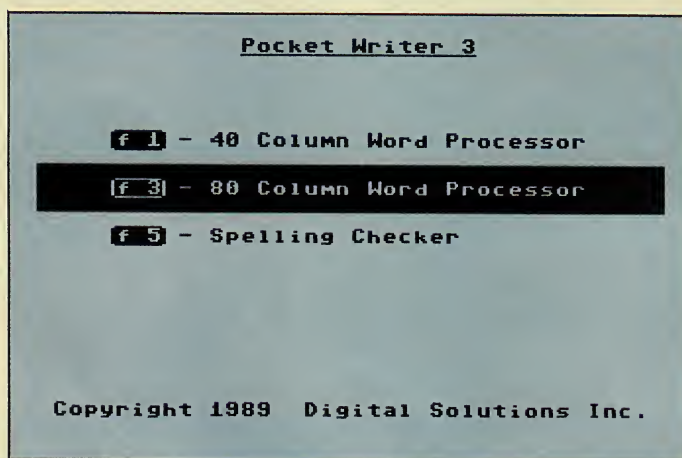 Pocket Writer 3
f 1 - 40 Column Word Processor
f 3 - 80 Column Word Processor
f 5 - Spelling Checker
Copyright 1989 Digital Solutions Inc.